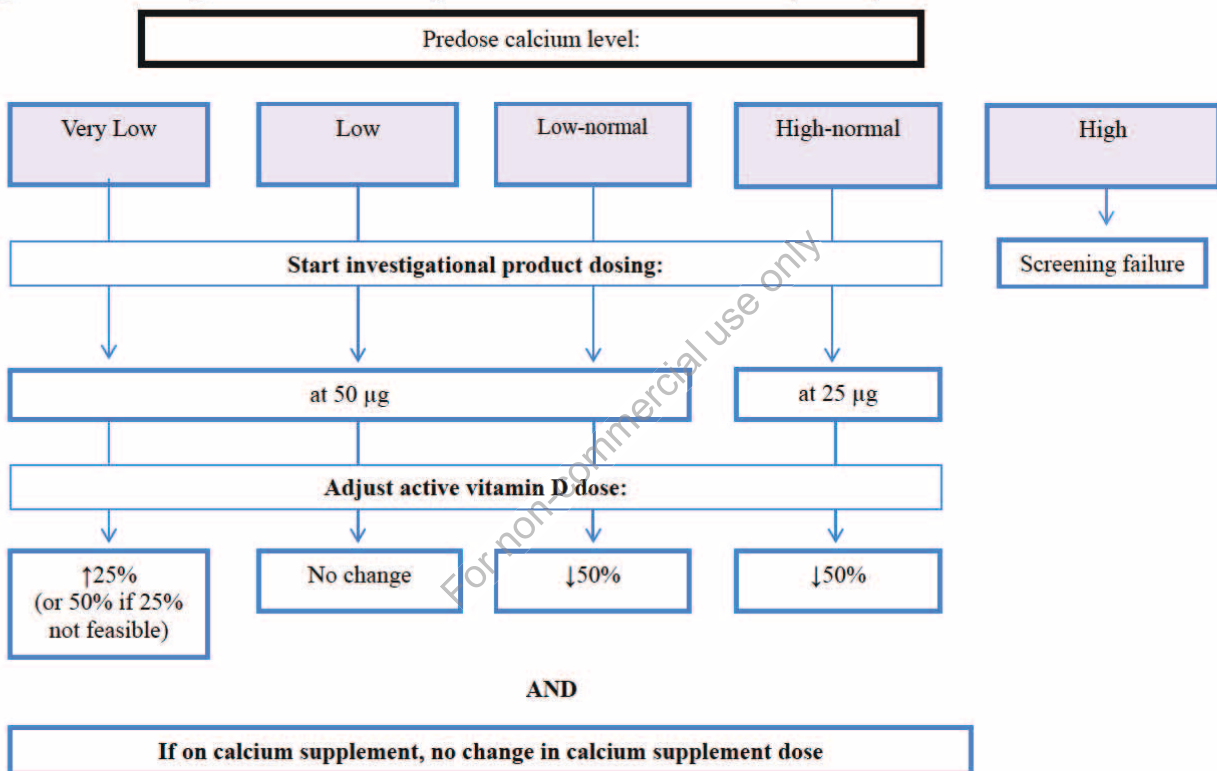 Predose calcium level:
Very Low
Low
Low-normal
High-normal
High
Start investigational product dosing:
Screening failure
at 50 µg
at 25 µg
Adjust active vitamin D dose:
↑25%
(or 50% if 25%
not feasible)
No change
↓50%
↓50%
AND
If on calcium supplement, no change in calcium supplement dose
For non-commercial use only